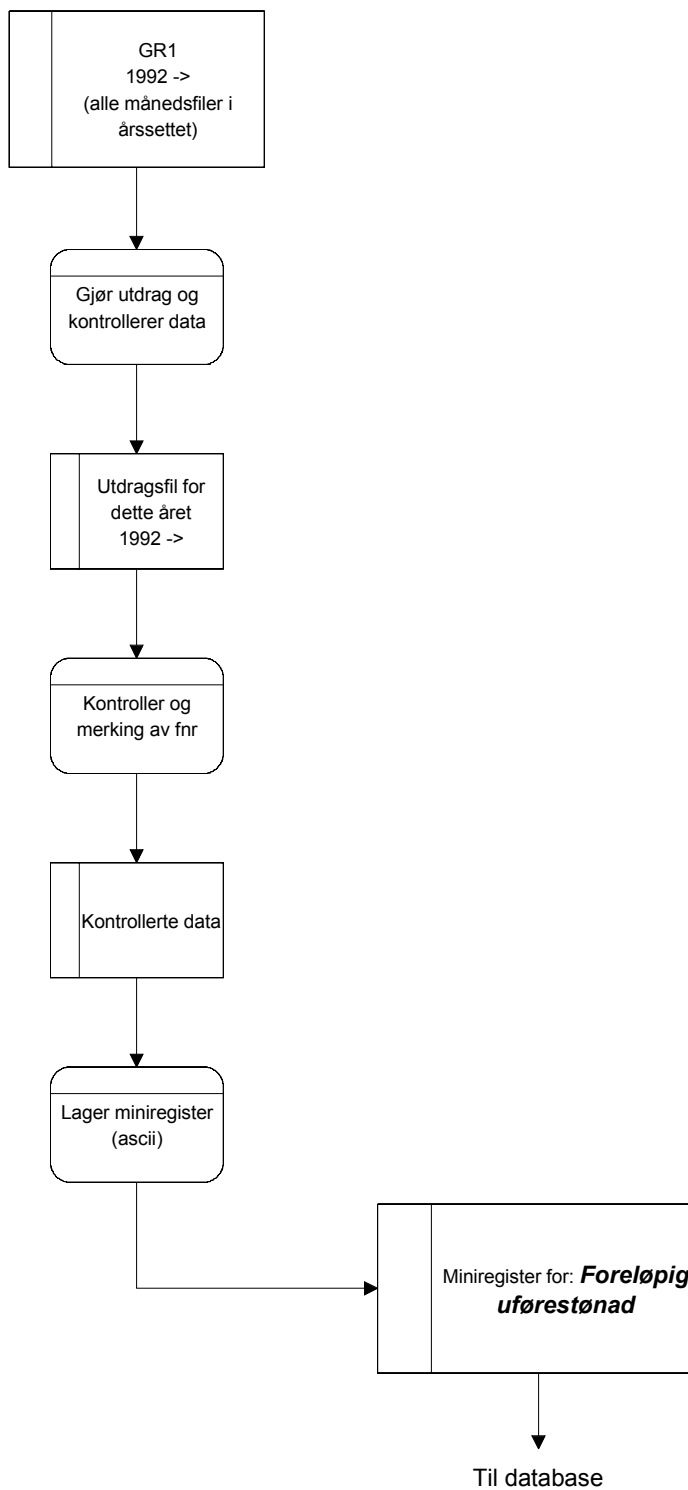 GR1
1992 ->
(alle månedsfiler i
årssettet)
Gjør utdrag og
kontrollerer data
Utdragsfil for
dette året
1992 ->
Kontroller og
merking av fnr
Kontrollerte data
Lager miniregister
(ascii)
Miniregister for: Foreløpig
uførestønad
Til database